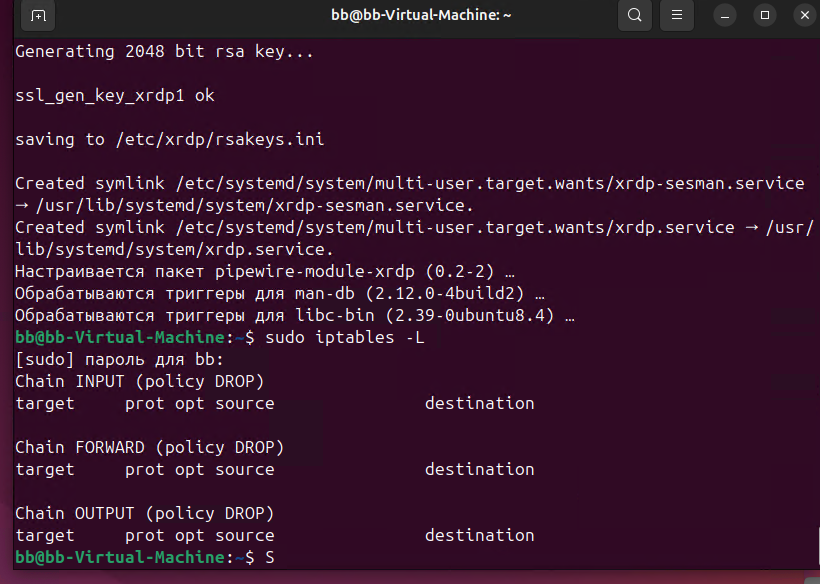 bb@bb-Virtual-Machine: ~
Generating 2048 bit rsa key...
ssl_gen_key_xrdp1 ok
saving to /etc/xrdp/rsakeys.ini
Created symlink /etc/systemd/system/multi-user.target.wants/xrdp-sesman.service
→ /usr/lib/systemd/system/xrdp-sesman.service.
Created symlink /etc/systemd/system/multi-user.target.wants/xrdp.service → /usr/
lib/systemd/system/xrdp.service.
Настраивается пакет pipewire-module-xrdp (0.2-2) …
Обрабатываются триггеры для man-db (2.12.0-4build2) …
Обрабатываются триггеры для libc-bin (2.39-0ubuntu8.4) …
bb@bb-Virtual-Machine:~$ sudo iptables -L
[sudo] пароль для bb:
Chain INPUT (policy DROP)
target     prot opt source               destination
Chain FORWARD (policy DROP)
target     prot opt source               destination
Chain OUTPUT (policy DROP)
target     prot opt source               destination
bb@bb-Virtual-Machine:~$ S